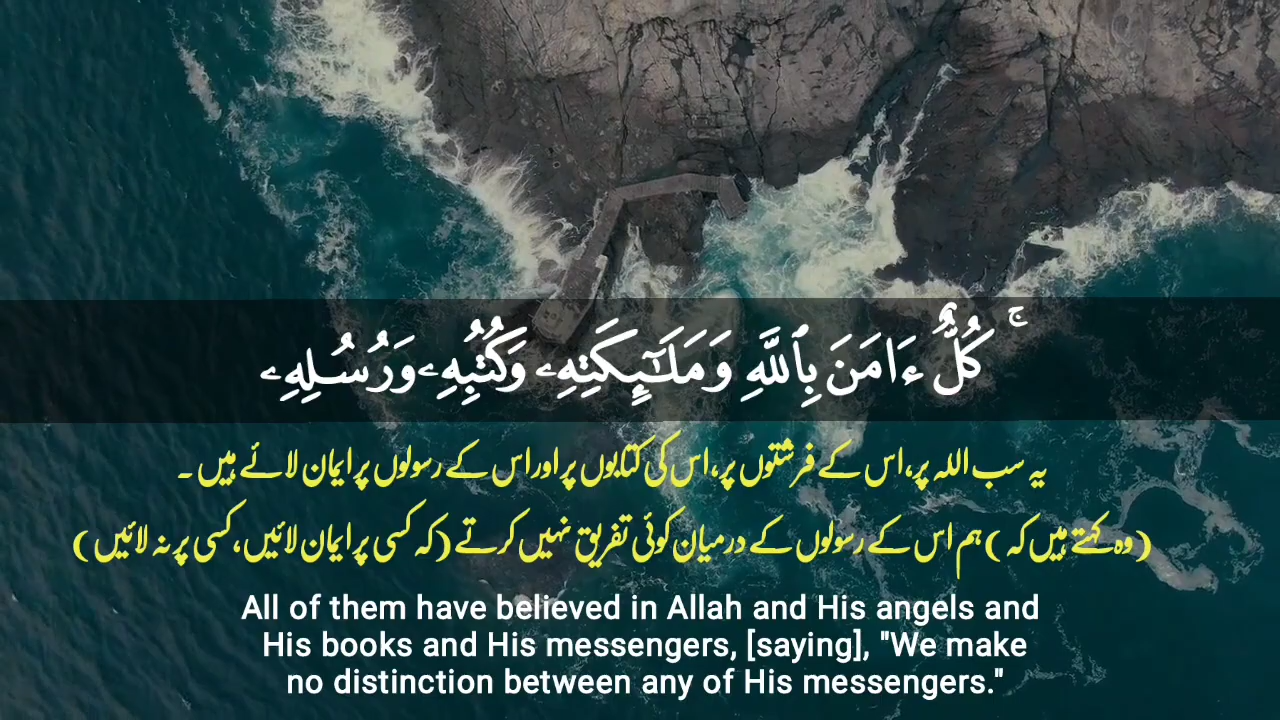 ۚ كُلٌّ ءَامَنَ بِٱللَّهِ وَمَلَـٰٓئِكَتِهِۦ وَكُتُبِهِۦ وَرُسُلِهِۦ
یہ سب اللہ پر، اس کے فرشتوں پر، اس کی کتابوں پر اور اس کے رسولوں پر ایمان لائے ہیں۔
(وہ کہتے ہیں کہ) ہم اس کے رسولوں کے درمیان کوئی تفریق نہیں کرتے (کہ کسی پر ایمان لائیں، کسی پر نہ لائیں)
All of them have believed in Allah and His angels and
His books and His messengers, [saying], "We make
no distinction between any of His messengers."